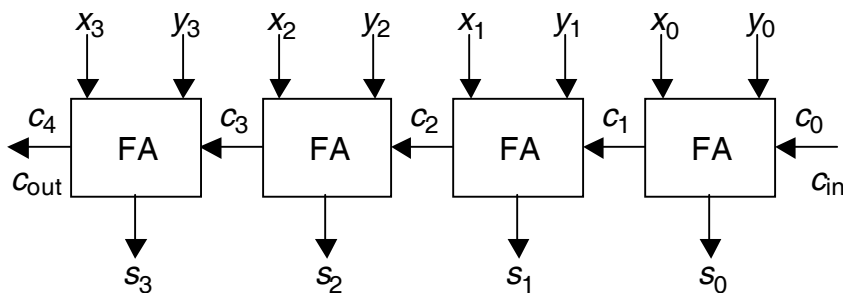 x3 y3 x2 y2 x1 y1 x0 y0
c4 c3 c2 c1 c0
FA FA FA FA
cout cin
s3 s2 s1 s0